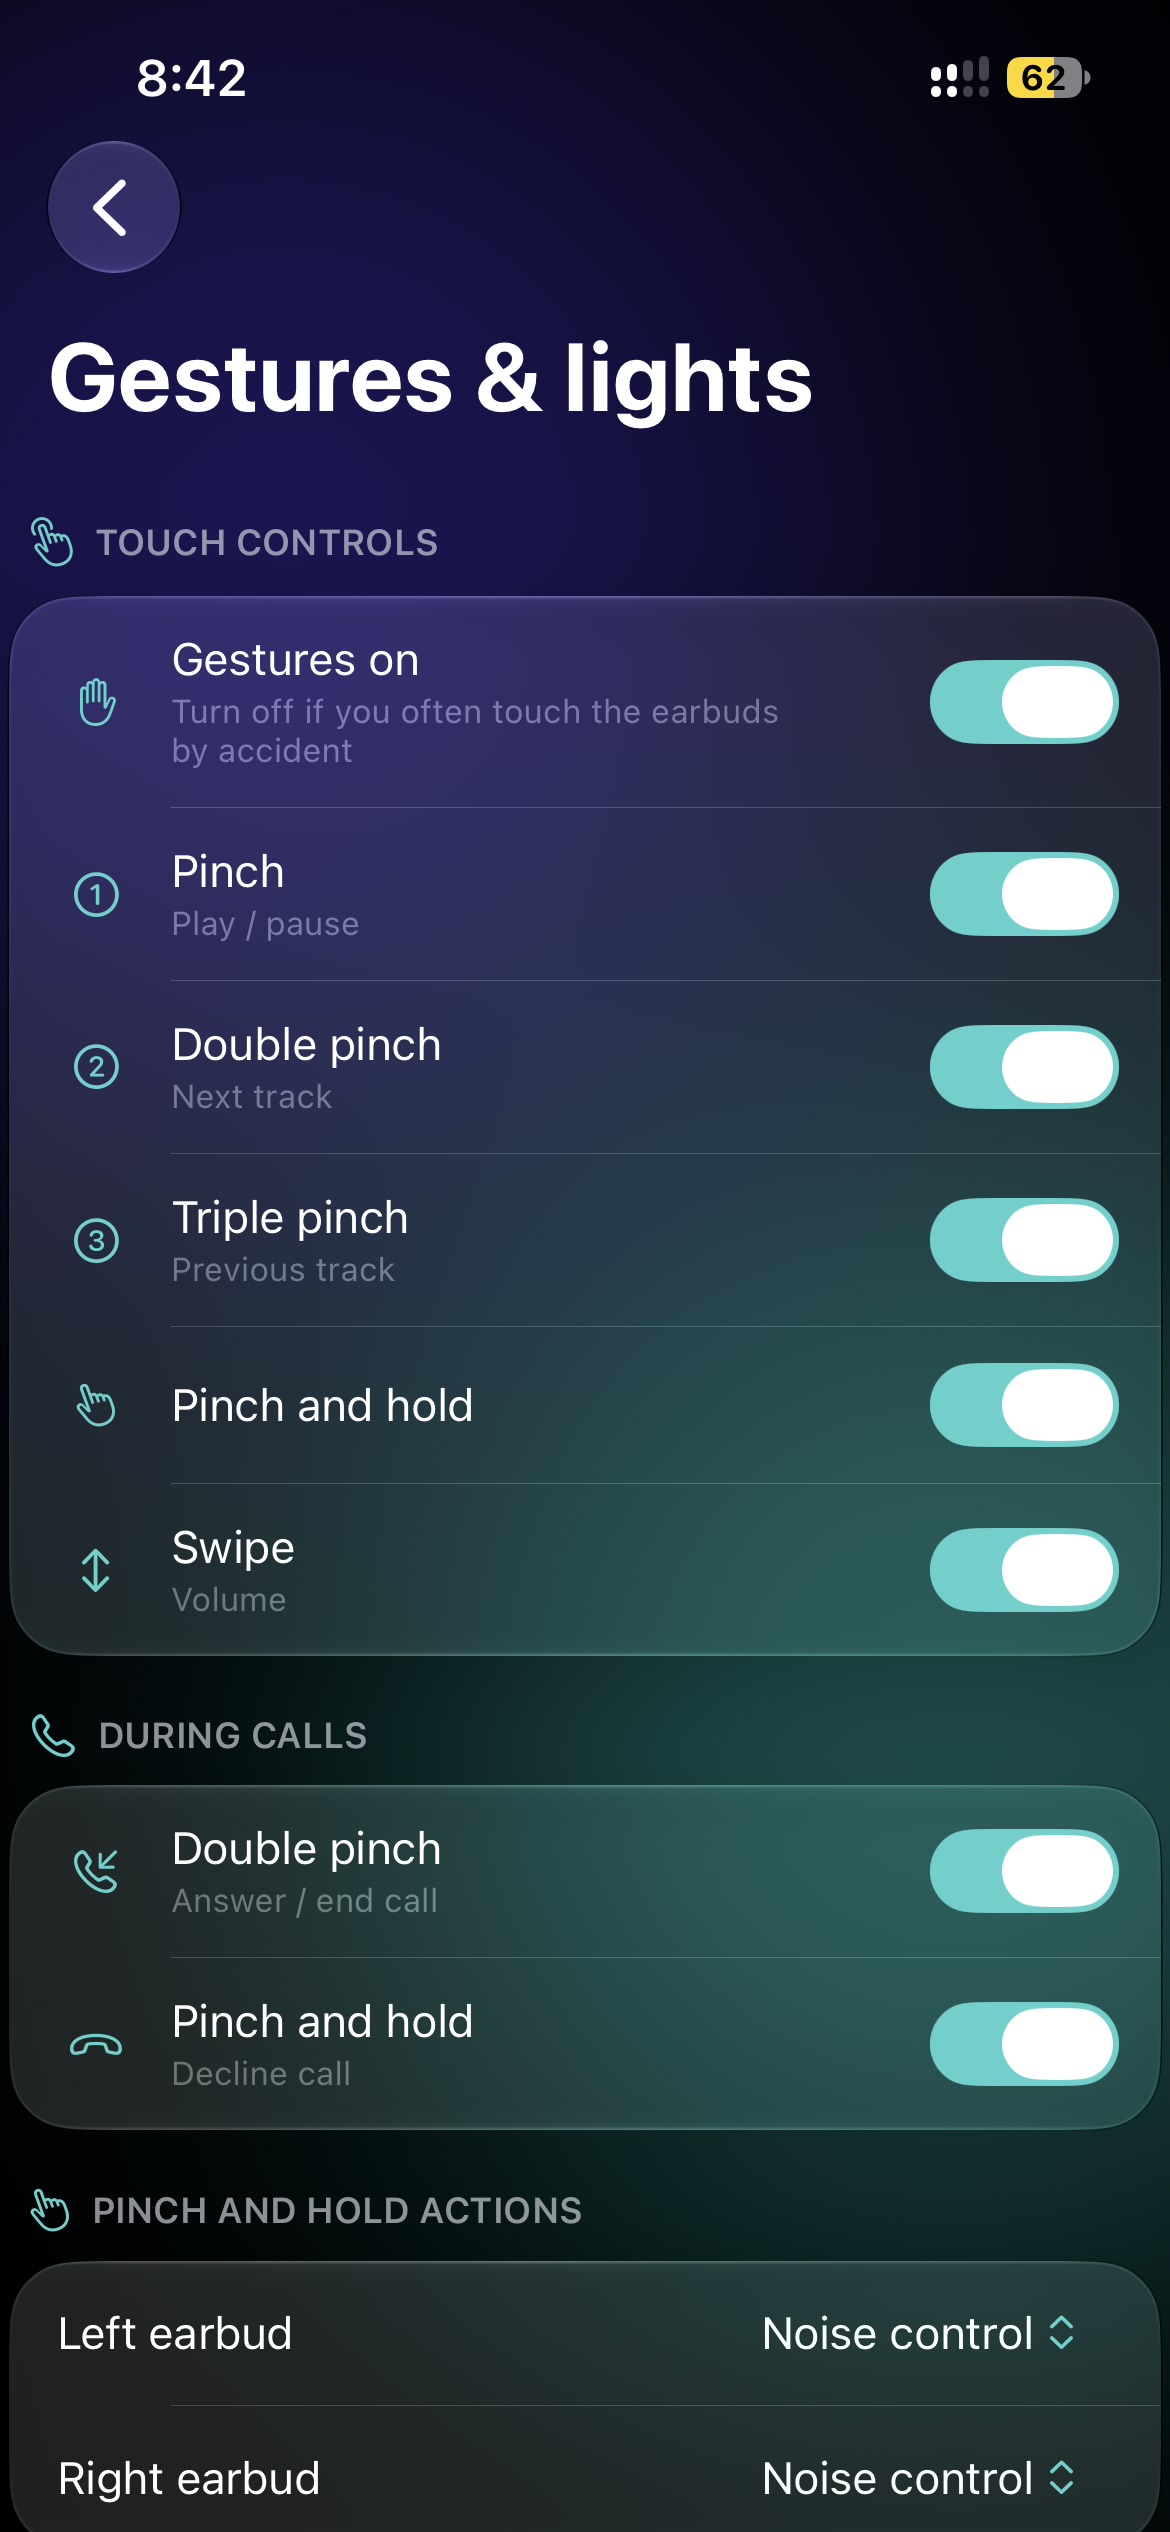 8:42
62
Gestures & lights
TOUCH CONTROLS
Gestures on
Turn off if you often touch the earbuds
by accident
1
Pinch
Play / pause
2
Double pinch
Next track
3
Triple pinch
Previous track
Pinch and hold
Swipe
Volume
DURING CALLS
Double pinch
Answer / end call
Pinch and hold
Decline call
PINCH AND HOLD ACTIONS
Left earbud
Noise control
Right earbud
Noise control